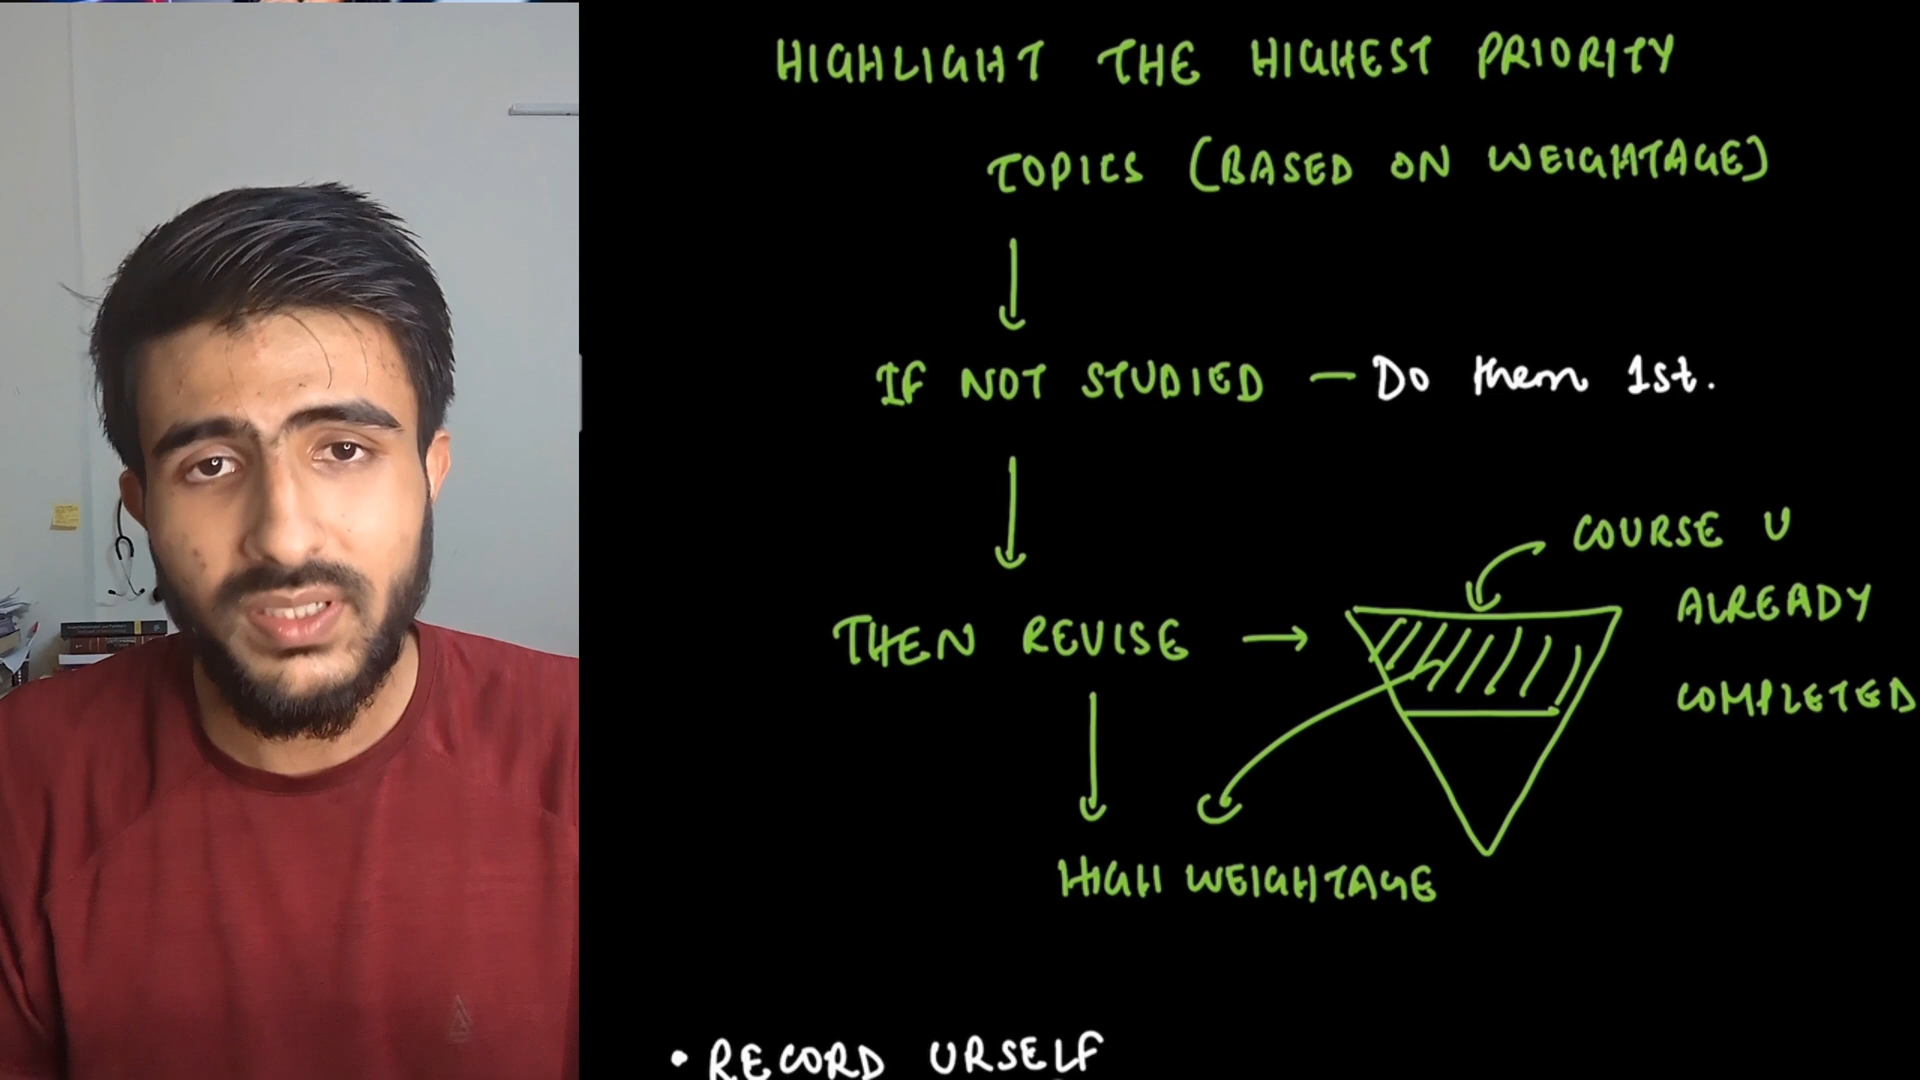 HIGHLIGHT THE HIGHEST PRIORITY
TOPICS (BASED ON WEIGHTAGE)
IF NOT STUDIED — Do them 1st.
COURSE U
ALREADY
COMPLETED
THEN REVISE →
HIGH WEIGHTAGE
• RECORD URSELF